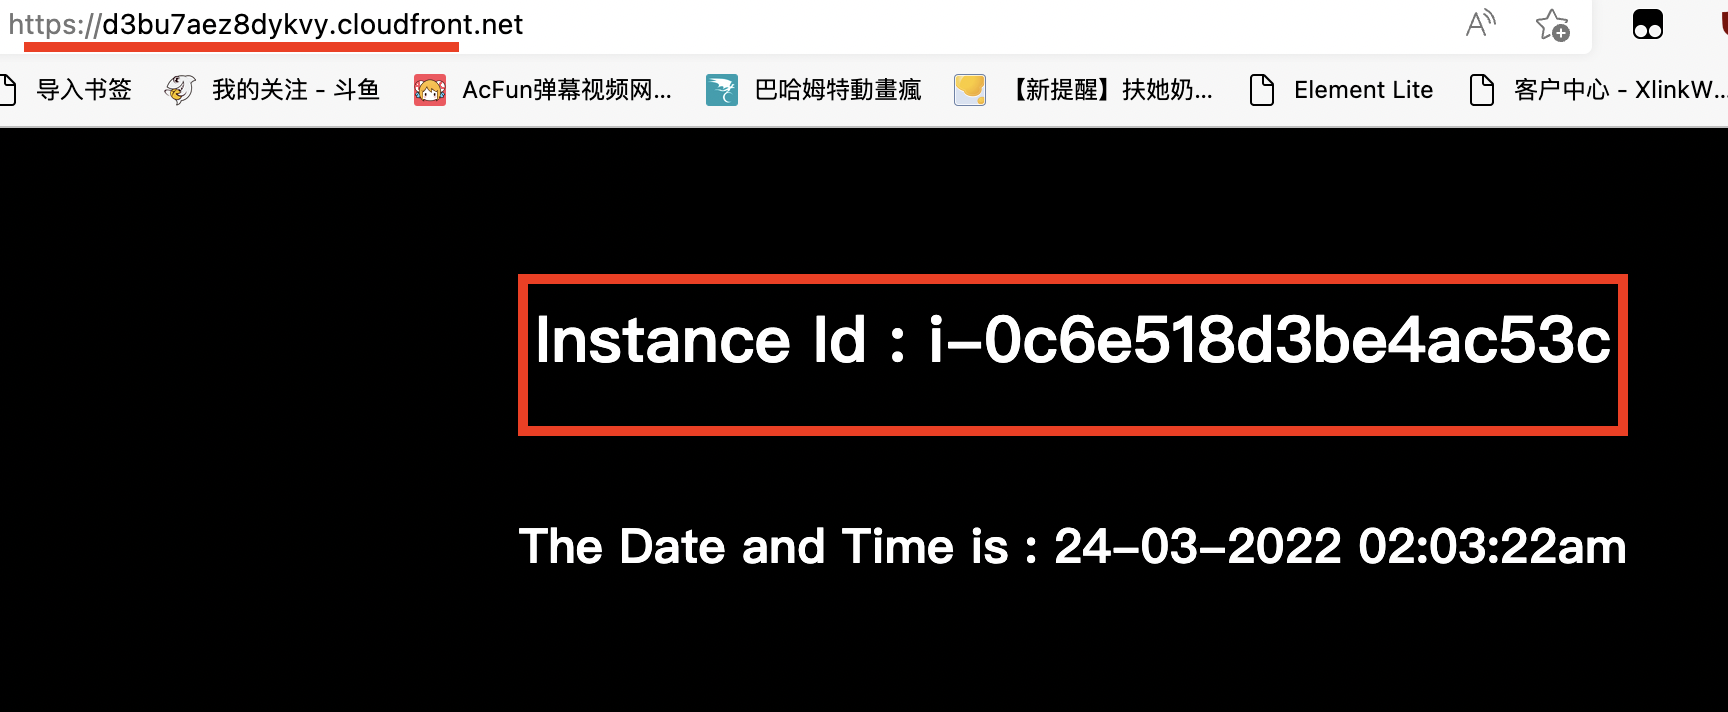 https://d3bu7aez8dykvy.cloudfront.net
导入书签 我的关注 - 斗鱼 AcFun弹幕视频网... 巴哈姆特動畫瘋 【新提醒】扶她奶... Element Lite 客户中心 - XlinkW...
Instance Id : i-0c6e518d3be4ac53c
The Date and Time is : 24-03-2022 02:03:22am